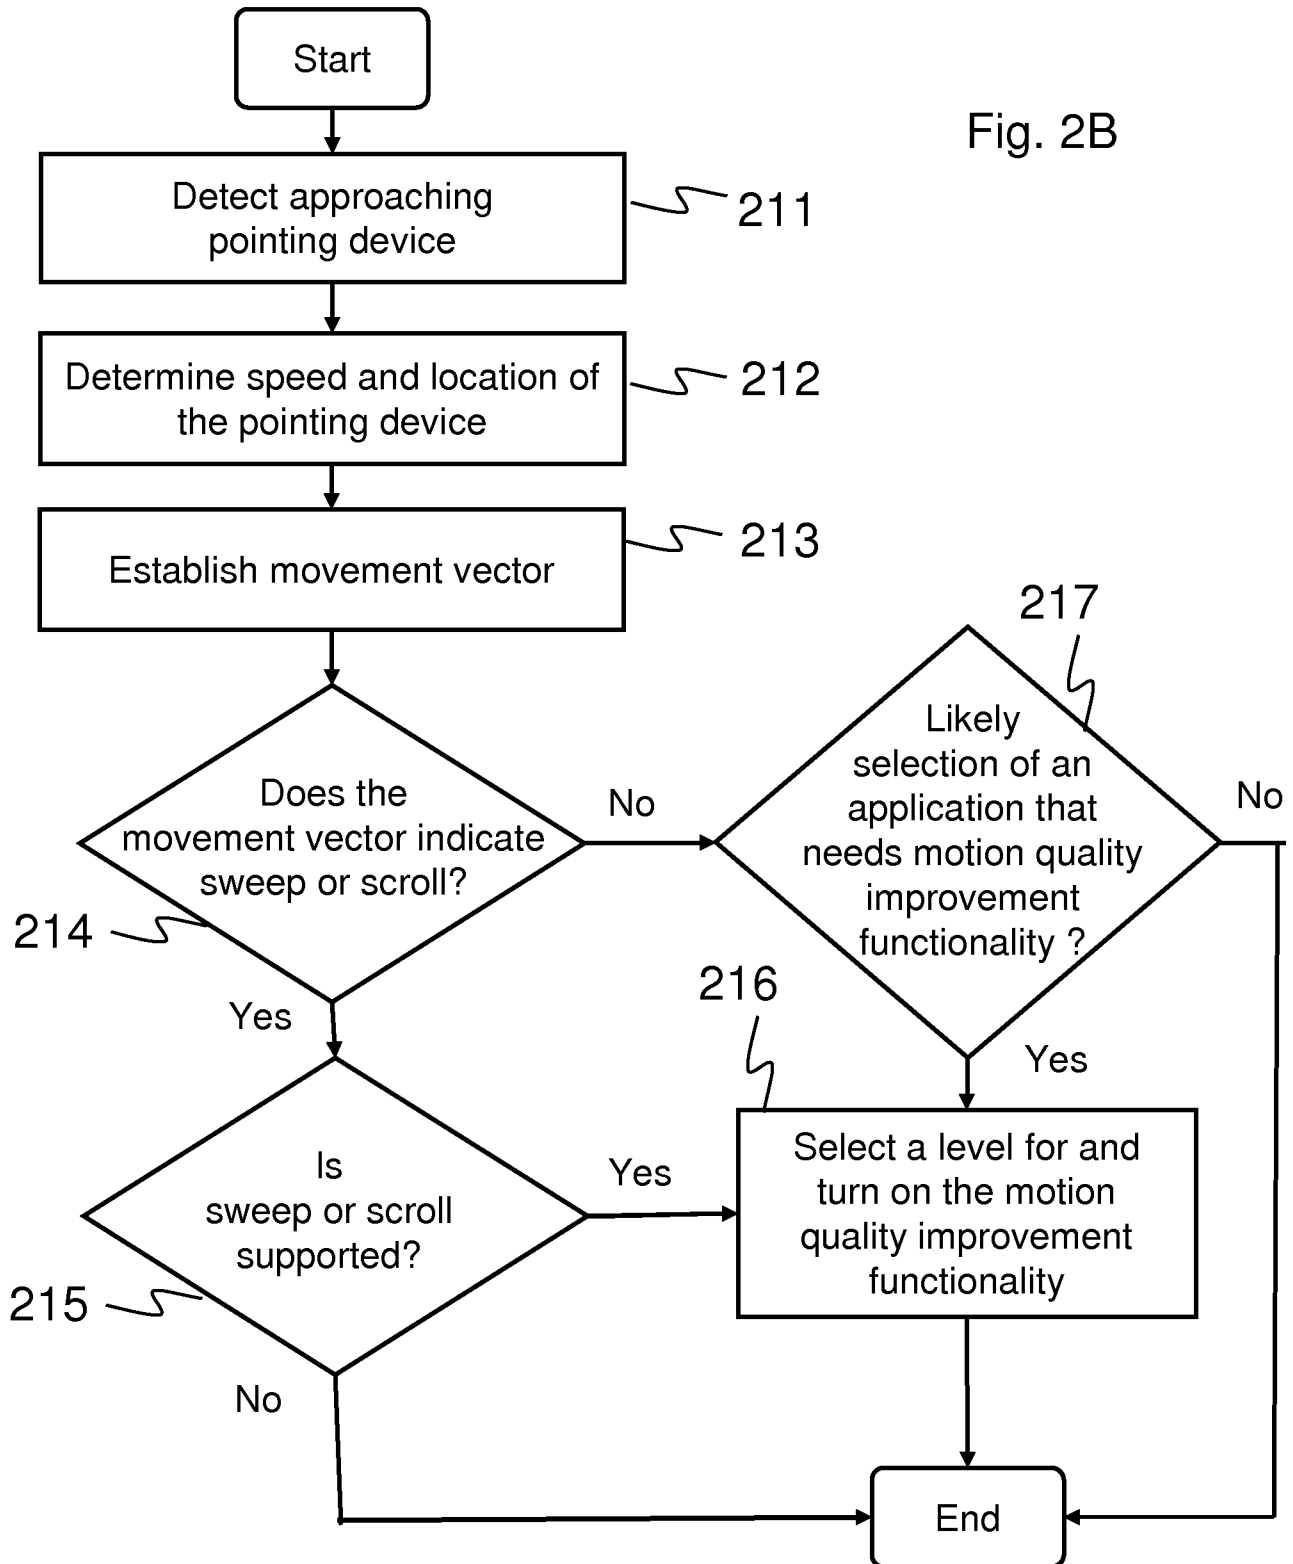 Start
Fig. 2B
Detect approaching
pointing device
211
Determine speed and location of
the pointing device
212
Establish movement vector
213
217
Likely
selection of an
application that
needs motion quality
improvement
functionality ?
No
Does the
movement vector indicate
sweep or scroll?
No
214
Yes
216
Yes
Is
sweep or scroll
supported?
Yes
215
No
Select a level for and
turn on the motion
quality improvement
functionality
End